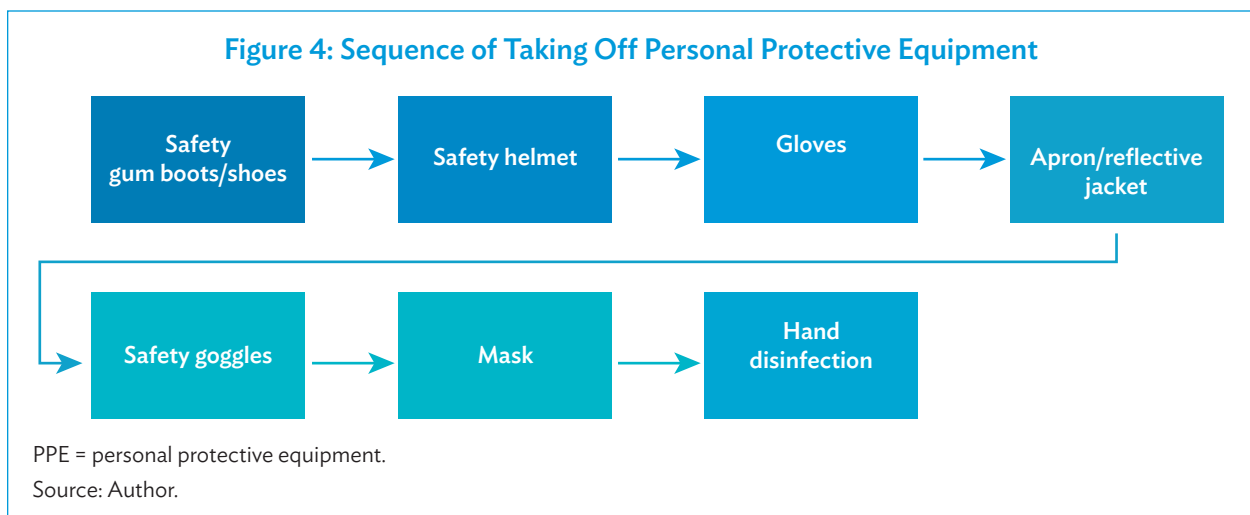 Figure 4: Sequence of Taking Off Personal Protective Equipment
Safety
gum boots/shoes
Safety helmet
Gloves
Apron/reflective
jacket
Safety goggles
Mask
Hand
disinfection
PPE = personal protective equipment.
Source: Author.